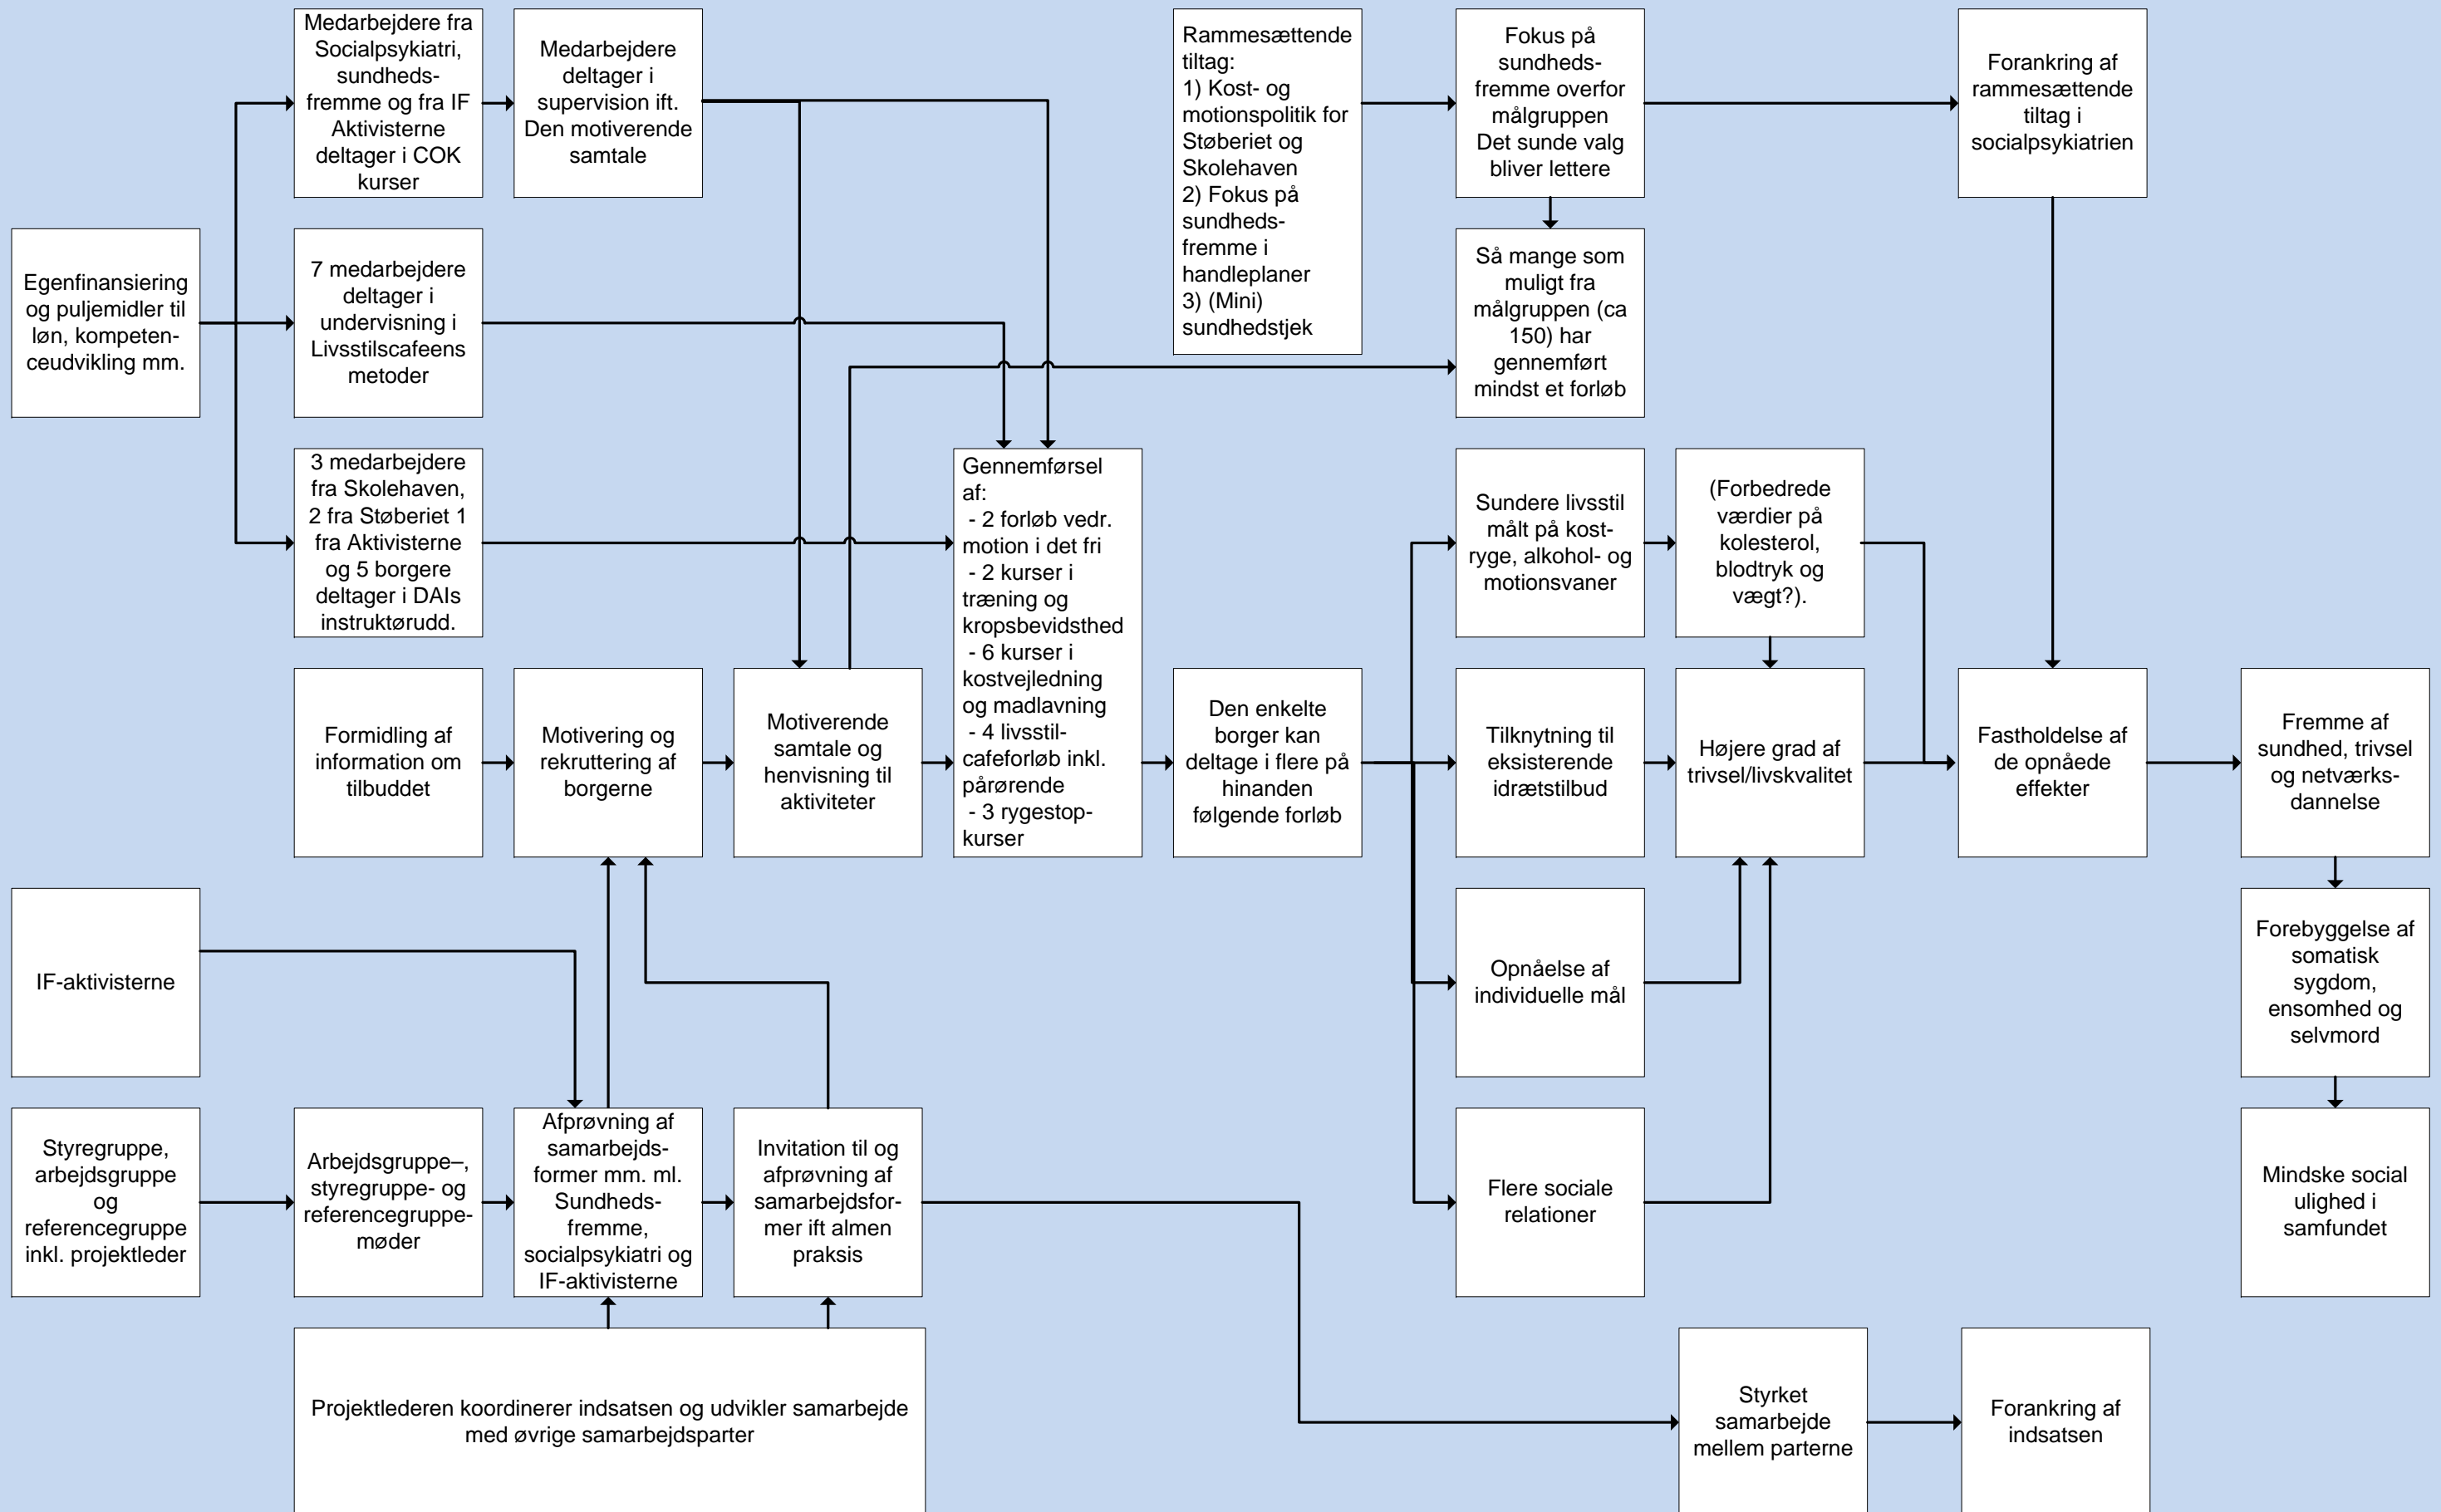 Medarbejdere fra
Socialpsykiatri,
sundheds-
fremme og fra IF
Aktivisterne
deltager i COK
kurser
Medarbejdere
deltager i
supervision ift.
Den motiverende
samtale
Rammesættende
tiltag:
1) Kost- og
motionspolitik for
Støberiet og
Skolehaven
2) Fokus på
sundheds-
fremme i
handleplaner
3) (Mini)
sundhedstjek
Fokus på
sundheds-
fremme overfor
målgruppen
Det sunde valg
bliver lettere
Forankring af
rammesættende
tiltag i
socialpsykiatrien
Egenfinansiering
og puljemidler til
løn, kompeten-
ceudvikling mm.
7 medarbejdere
deltager i
undervisning i
Livsstilscafeens
metoder
Så mange som
muligt fra
målgruppen (ca
150) har
gennemført
mindst et forløb
3 medarbejdere
fra Skolehaven,
2 fra Støberiet 1
fra Aktivisterne
og 5 borgere
deltager i DAIs
instruktørudd.
Gennemførsel
af:
- 2 forløb vedr.
motion i det fri
- 2 kurser i
træning og
kropsbevidsthed
- 6 kurser i
kostvejledning
og madlavning
- 4 livsstil-
cafeforløb inkl.
pårørende
- 3 rygestop-
kurser
Sundere livsstil
målt på kost-
ryge, alkohol- og
motionsvaner
(Forbedrede
værdier på
kolesterol,
blodtryk og
vægt?).
Formidling af
information om
tilbuddet
Motivering og
rekruttering af
borgerne
Motiverende
samtale og
henvisning til
aktiviteter
Den enkelte
borger kan
deltage i flere på
hinanden
følgende forløb
Tilknytning til
eksisterende
idrætstilbud
Højere grad af
trivsel/livskvalitet
Fastholdelse af
de opnåede
effekter
Fremme af
sundhed, trivsel
og netværks-
dannelse
IF-aktivisterne
Opnåelse af
individuelle mål
Forebyggelse af
somatisk
sygdom,
ensomhed og
selvmord
Styregruppe,
arbejdsgruppe
og
referencegruppe
inkl. projektleder
Arbejdsgruppe–,
styregruppe- og
referencegruppe-
møder
Afprøvning af
samarbejds-
former mm. ml.
Sundheds-
fremme,
socialpsykiatri og
IF-aktivisterne
Invitation til og
afprøvning af
samarbejdsfor-
mer ift almen
praksis
Flere sociale
relationer
Mindske social
ulighed i
samfundet
Projektlederen koordinerer indsatsen og udvikler samarbejde
med øvrige samarbejdsparter
Styrket
samarbejde
mellem parterne
Forankring af
indsatsen